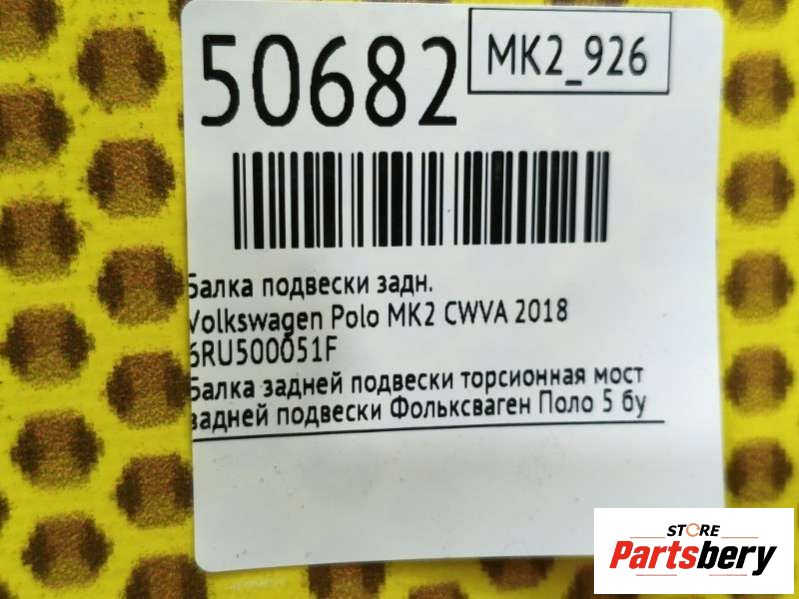 50682
MK2_926
Балка подвески задн.
Volkswagen Polo MK2 CWVA 2018
6RU500051F
Балка задней подвески торсионная мост
задней подвески Фольксваген Поло 5 бу
STORE
Partsbery